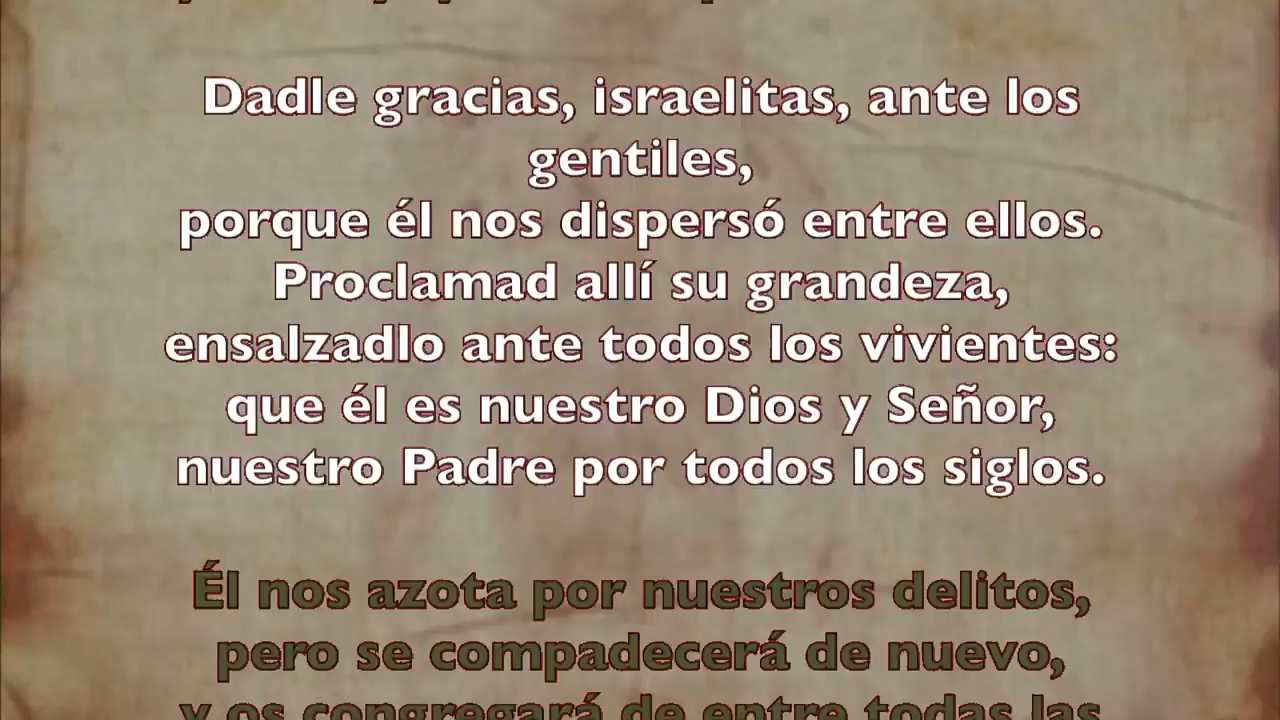 Dadle gracias, israelitas, ante los
gentiles,
porque él nos dispersó entre ellos.
Proclamad allí su grandeza,
ensalzadlo ante todos los vivientes:
que él es nuestro Dios y Señor,
nuestro Padre por todos los siglos.
Él nos azota por nuestros delitos,
pero se compadecerá de nuevo,
y os congregará de entre todas las